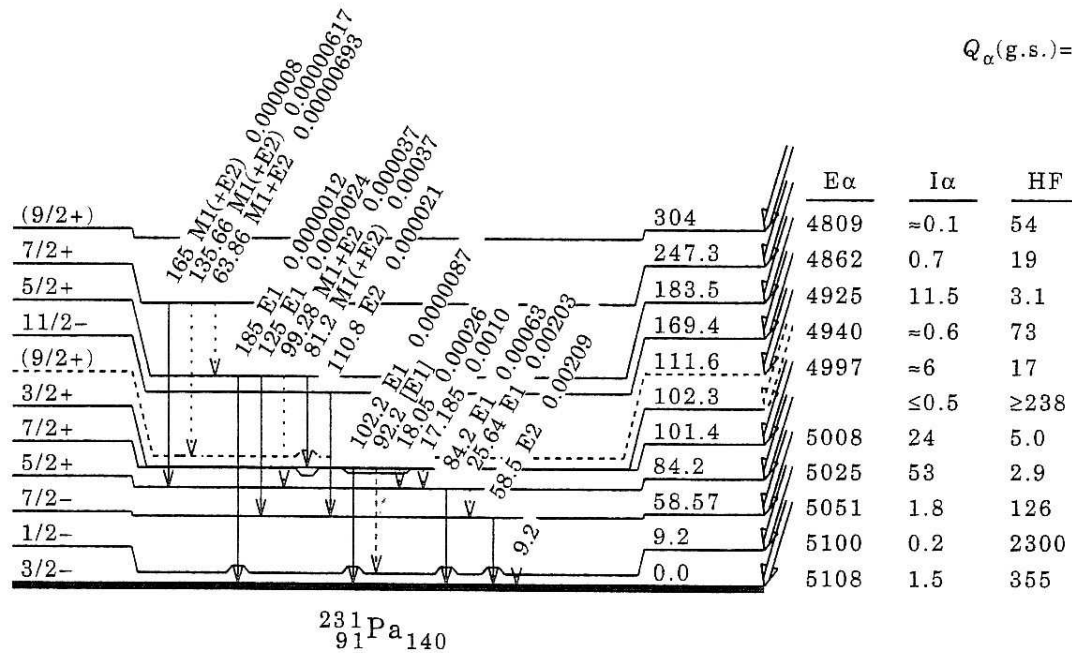 Qα(g.s.)=
165 M1(+E2) 0.000008
135.66 M1(+E2) 0.00000617
63.86 M1+E2 0.00000693
185 E1 0.0000012
125 E1 0.0000024
99.28 M1+E2 0.000037
81.2 M1(+E2) 0.00037
110.8 E2 0.000021
102.2 E1 0.0000087
92.2 [E1] 0.00026
18.05 0.0010
17.185 0.00063
84.2 E1 0.00203
25.64 E1 0.00209
58.5 E2
9.2
Eα Iα HF
(9/2+) 304 4809 ≈0.1 54
7/2+ 247.3 4862 0.7 19
5/2+ 183.5 4925 11.5 3.1
11/2- 169.4 4940 ≈0.6 73
(9/2+) 111.6 4997 ≈6 17
3/2+ 102.3 ≤0.5 ≥238
7/2+ 101.4 5008 24 5.0
5/2+ 84.2 5025 53 2.9
7/2- 58.57 5051 1.8 126
1/2- 9.2 5100 0.2 2300
3/2- 0.0 5108 1.5 355
231
91Pa140